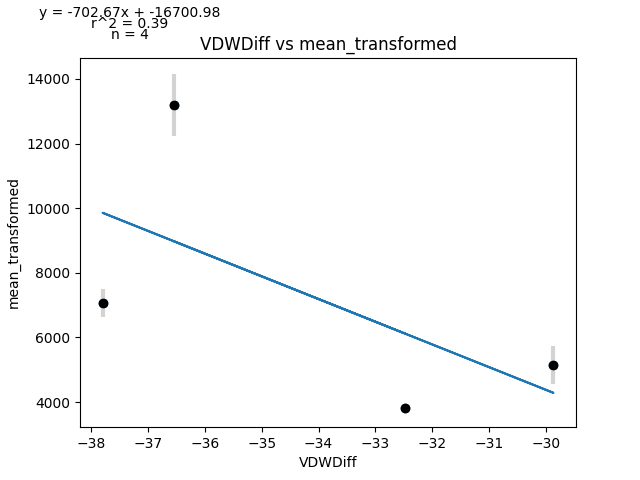 y = -702.67x + -16700.98
r^2 = 0.39
n = 4
VDWDiff vs mean_transformed
14000
12000
10000
8000
6000
4000
mean_transformed
−38 −37 −36 −35 −34 −33 −32 −31 −30
VDWDiff